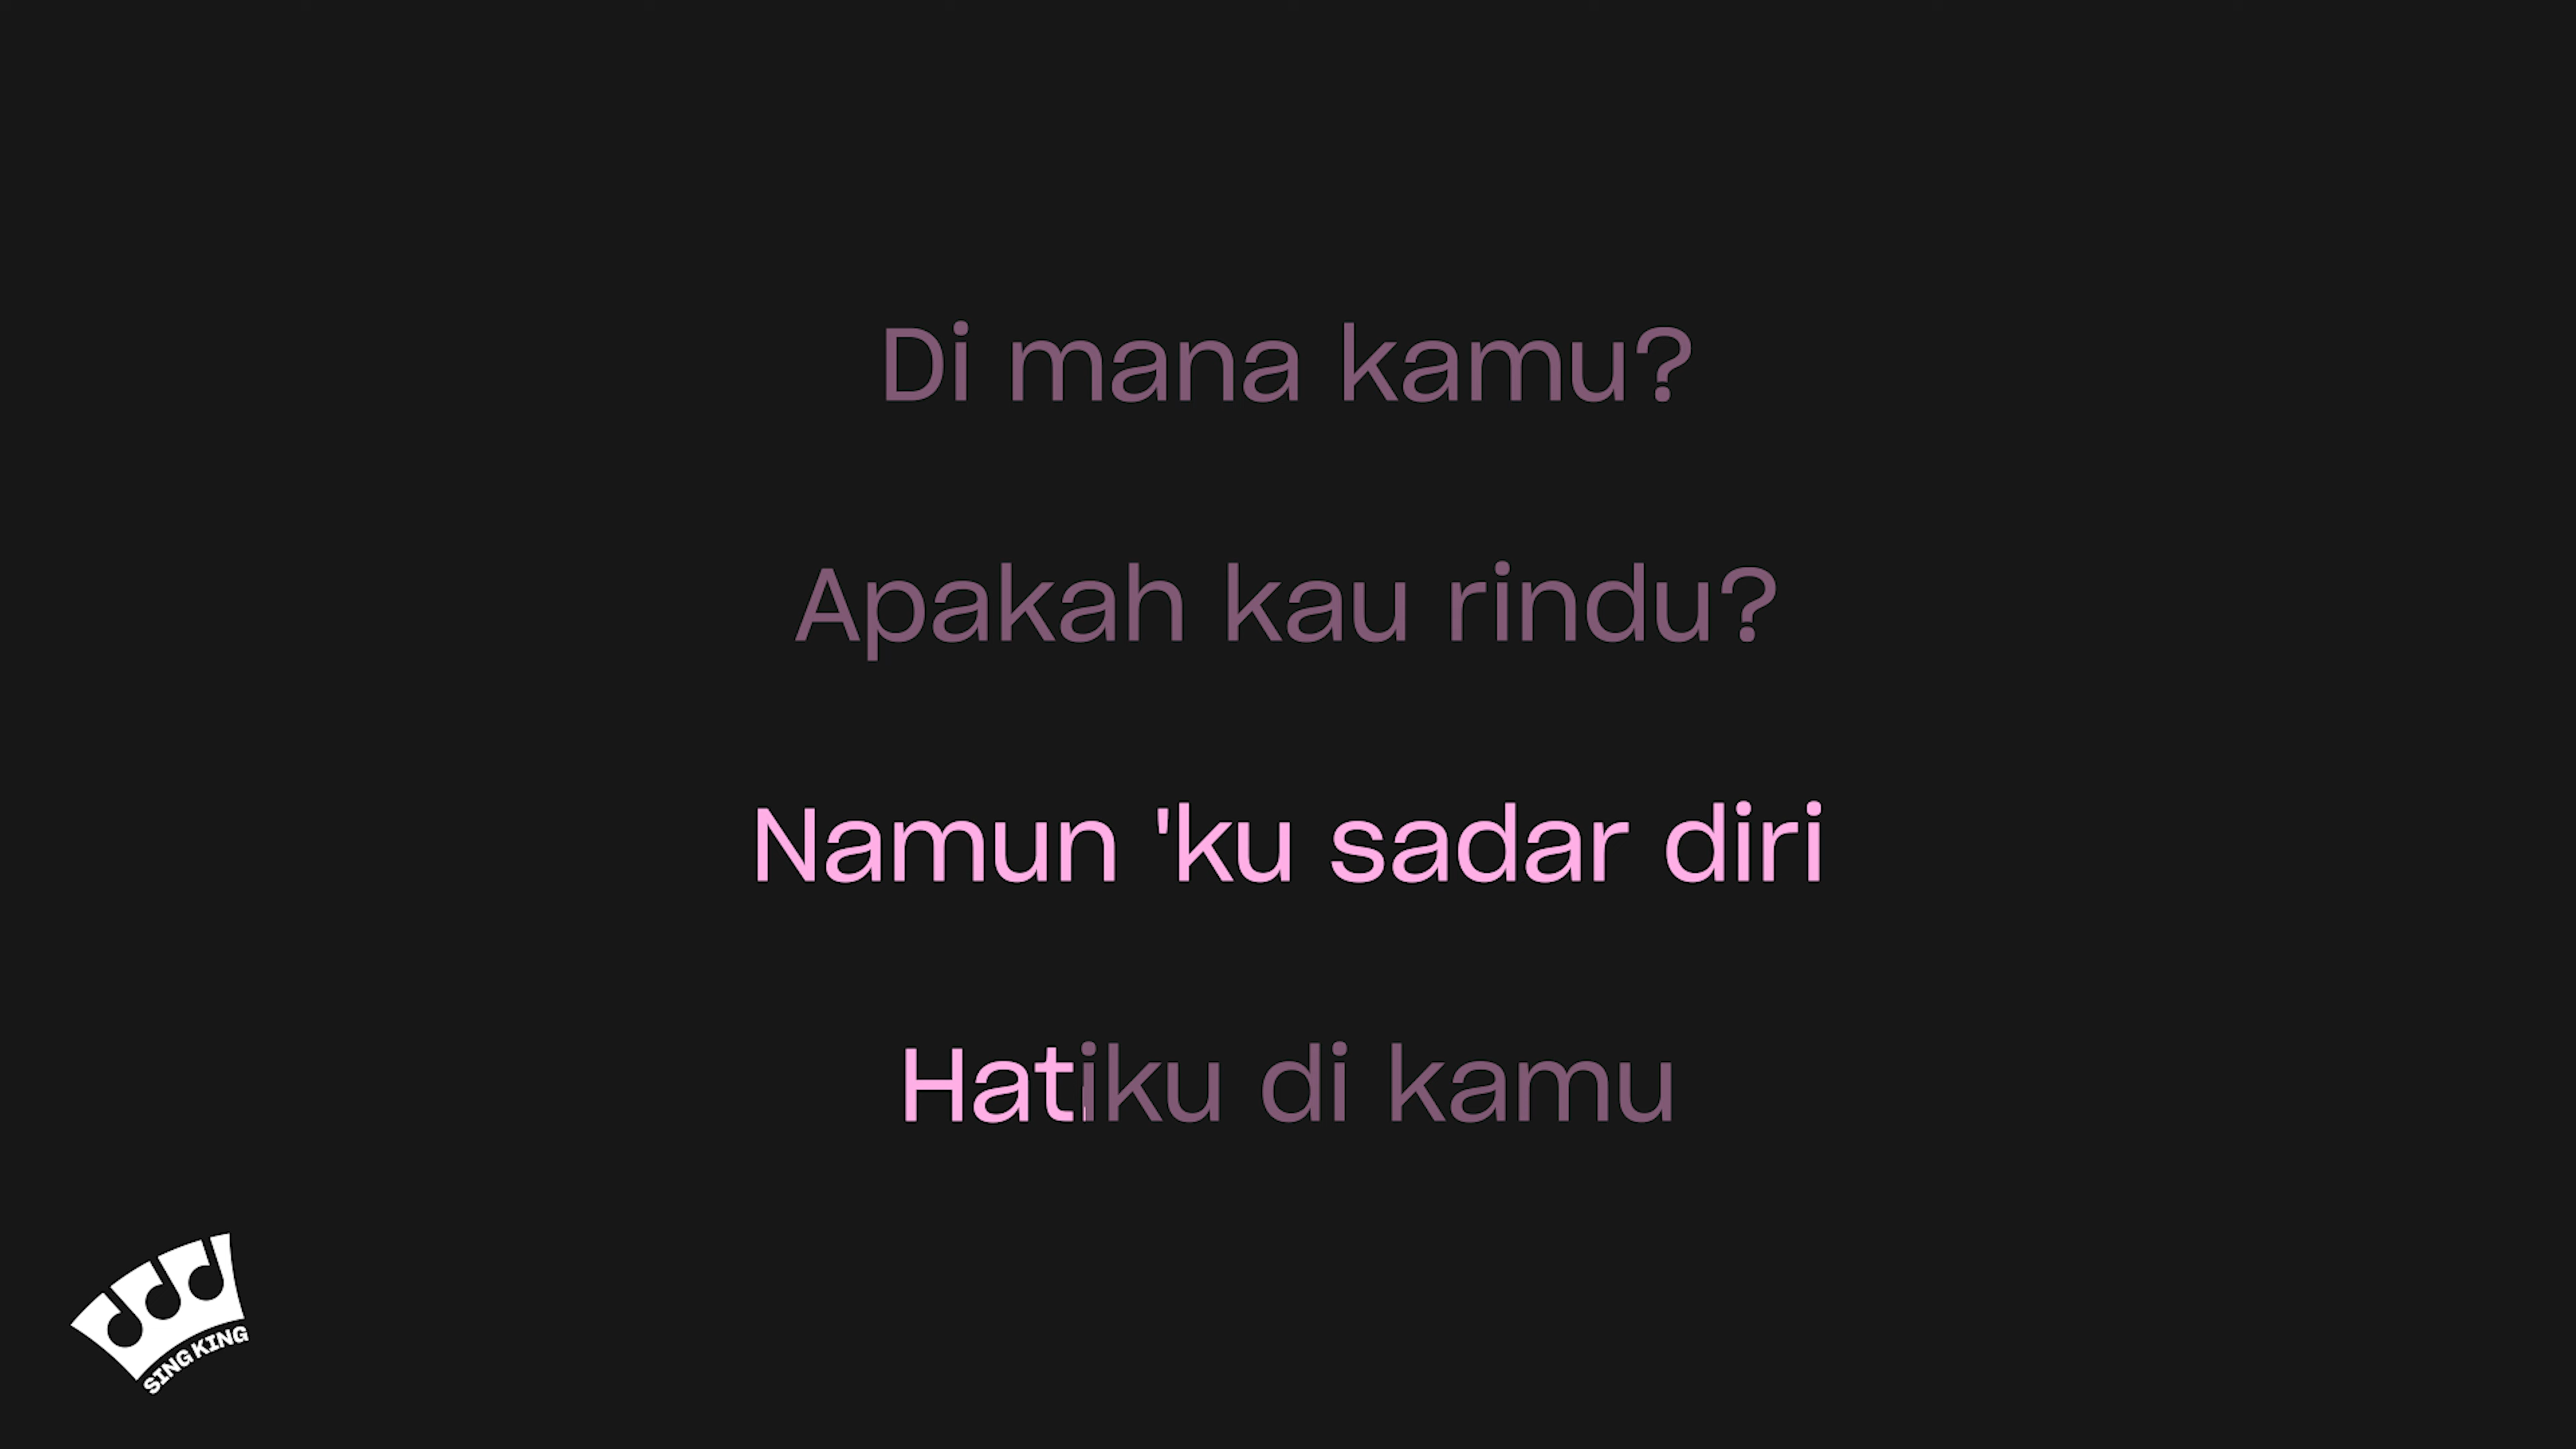 Di mana kamu?
Apakah kau rindu?
Namun 'ku sadar diri
Hatiku di kamu
SING KING